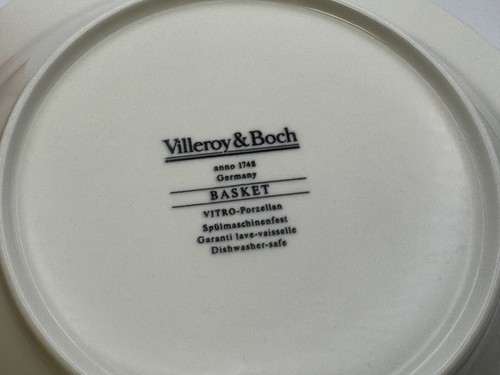 Villeroy & Boch
anno 1748
Germany
BASKET
VITRO-Porzellan
Spülmaschinenfest
Garanti lave-vaisselle
Dishwasher-safe